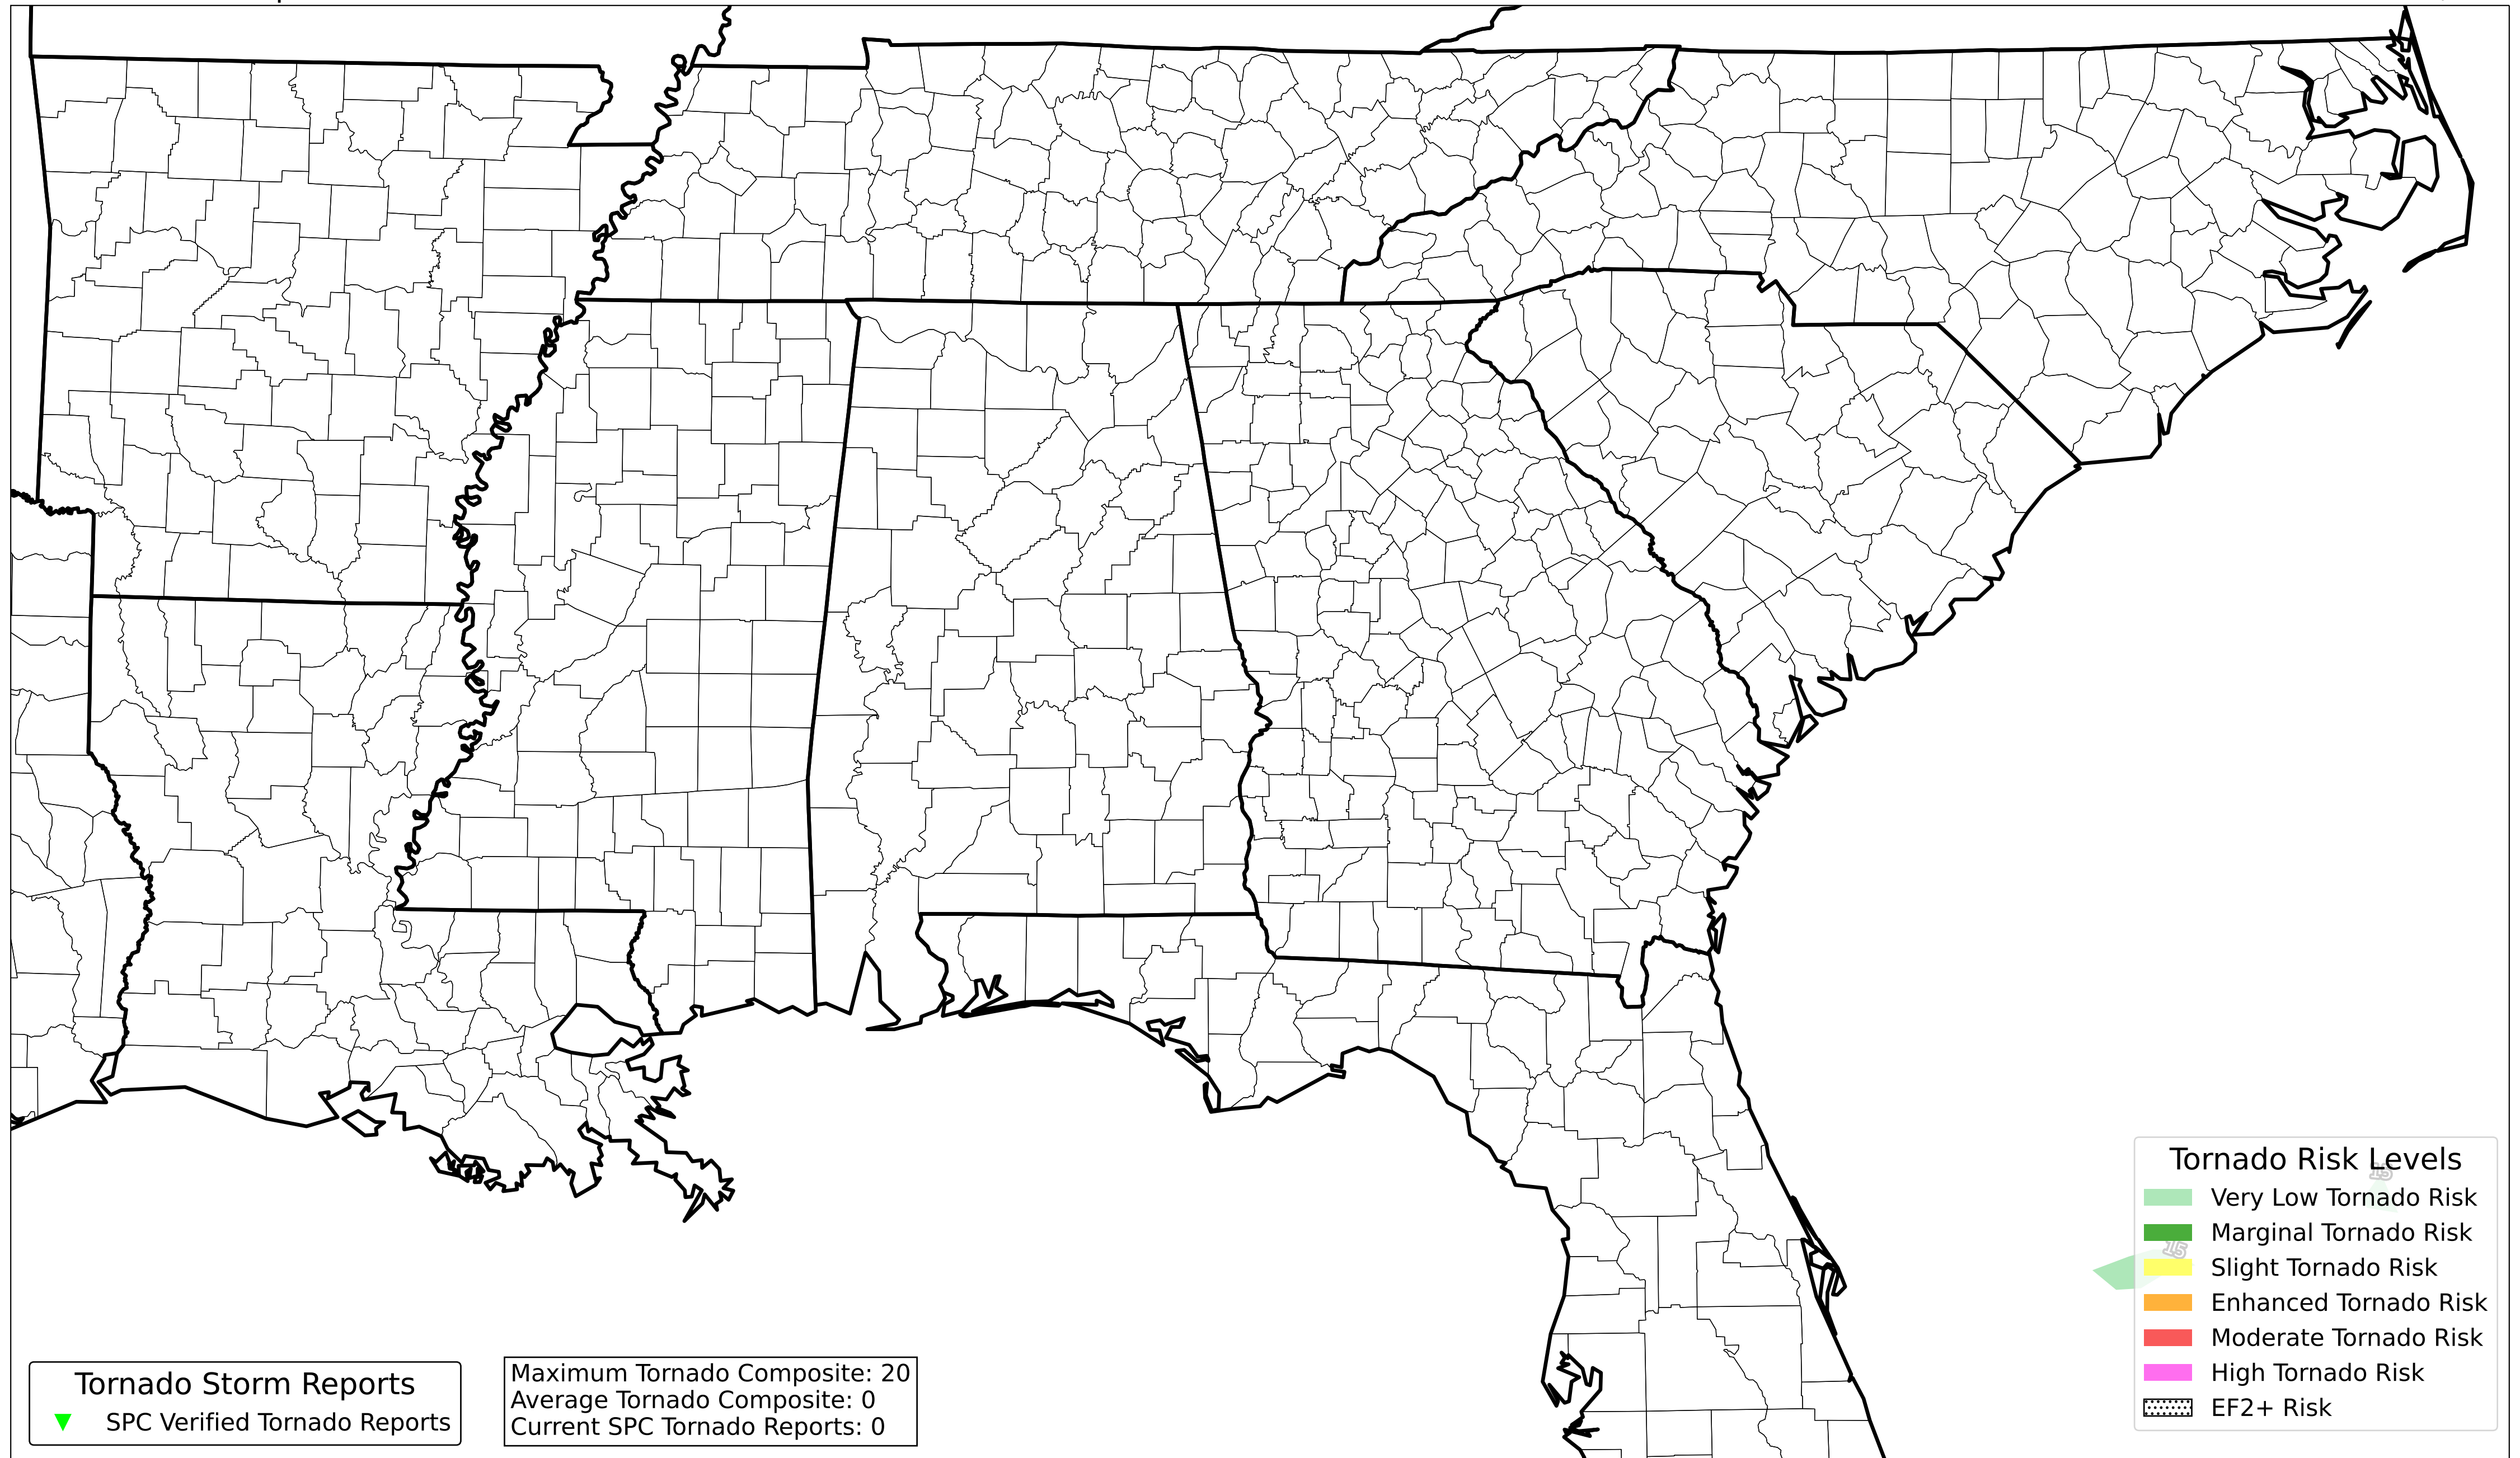 Tornado Risk Levels
15
Very Low Tornado Risk
Marginal Tornado Risk
15
Slight Tornado Risk
Enhanced Tornado Risk
Moderate Tornado Risk
High Tornado Risk
EF2+ Risk
Tornado Storm Reports
SPC Verified Tornado Reports
Maximum Tornado Composite: 20
Average Tornado Composite: 0
Current SPC Tornado Reports: 0